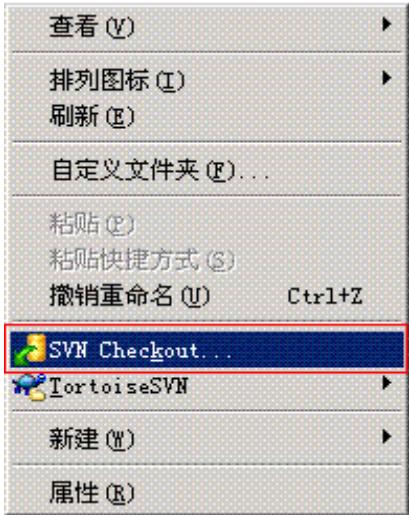 查看(V)
排列图标(I)
刷新(E)
自定义文件夹(F)...
粘贴(P)
粘贴快捷方式(S)
撤销重命名(U) Ctrl+Z
SVN Checkout...
TortoiseSVN
新建(W)
属性(R)